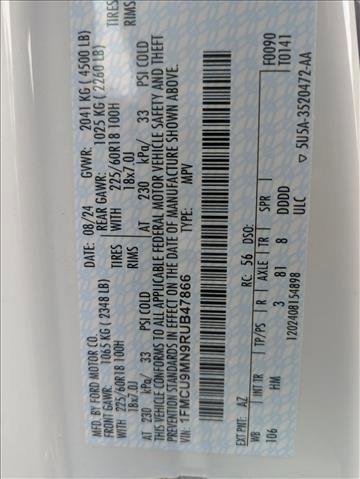 MFD. BY FORD MOTOR CO.
DATE: 08/24 GVWR: 2041 KG (4500 LB)
FRONT GAWR: 1065 KG (2348 LB) REAR GAWR: 1025 KG (2260 LB)
WITH 225/60R18 100H TIRES WITH 225/60R18 100H TIRES
18x7.0J RIMS 18x7.0J RIMS
AT 230 kPa/ 33 PSI COLD AT 230 kPa/ 33 PSI COLD
THIS VEHICLE CONFORMS TO ALL APPLICABLE FEDERAL MOTOR VEHICLE SAFETY AND THEFT
PREVENTION STANDARDS IN EFFECT ON THE DATE OF MANUFACTURE SHOWN ABOVE.
VIN: 1FMCU9MN9RUB47866 TYPE: MPV
F0090
T0141
EXT PNT: AZ RC: 56 DSO:
WB INT TR TP/PS R AXLE TR SPR
106 HM 3 81 8 DDDD
ULC
1202408154898
▽ 5U5A-3520472-AA